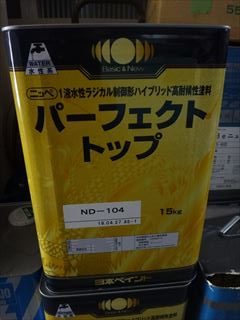 Basic & New
WATER
水性系
ニッペ 1液水性ラジカル制御形ハイブリッド高耐候性塗料
パーフェクト
トップ
ND-104
15kg
日本ペイント